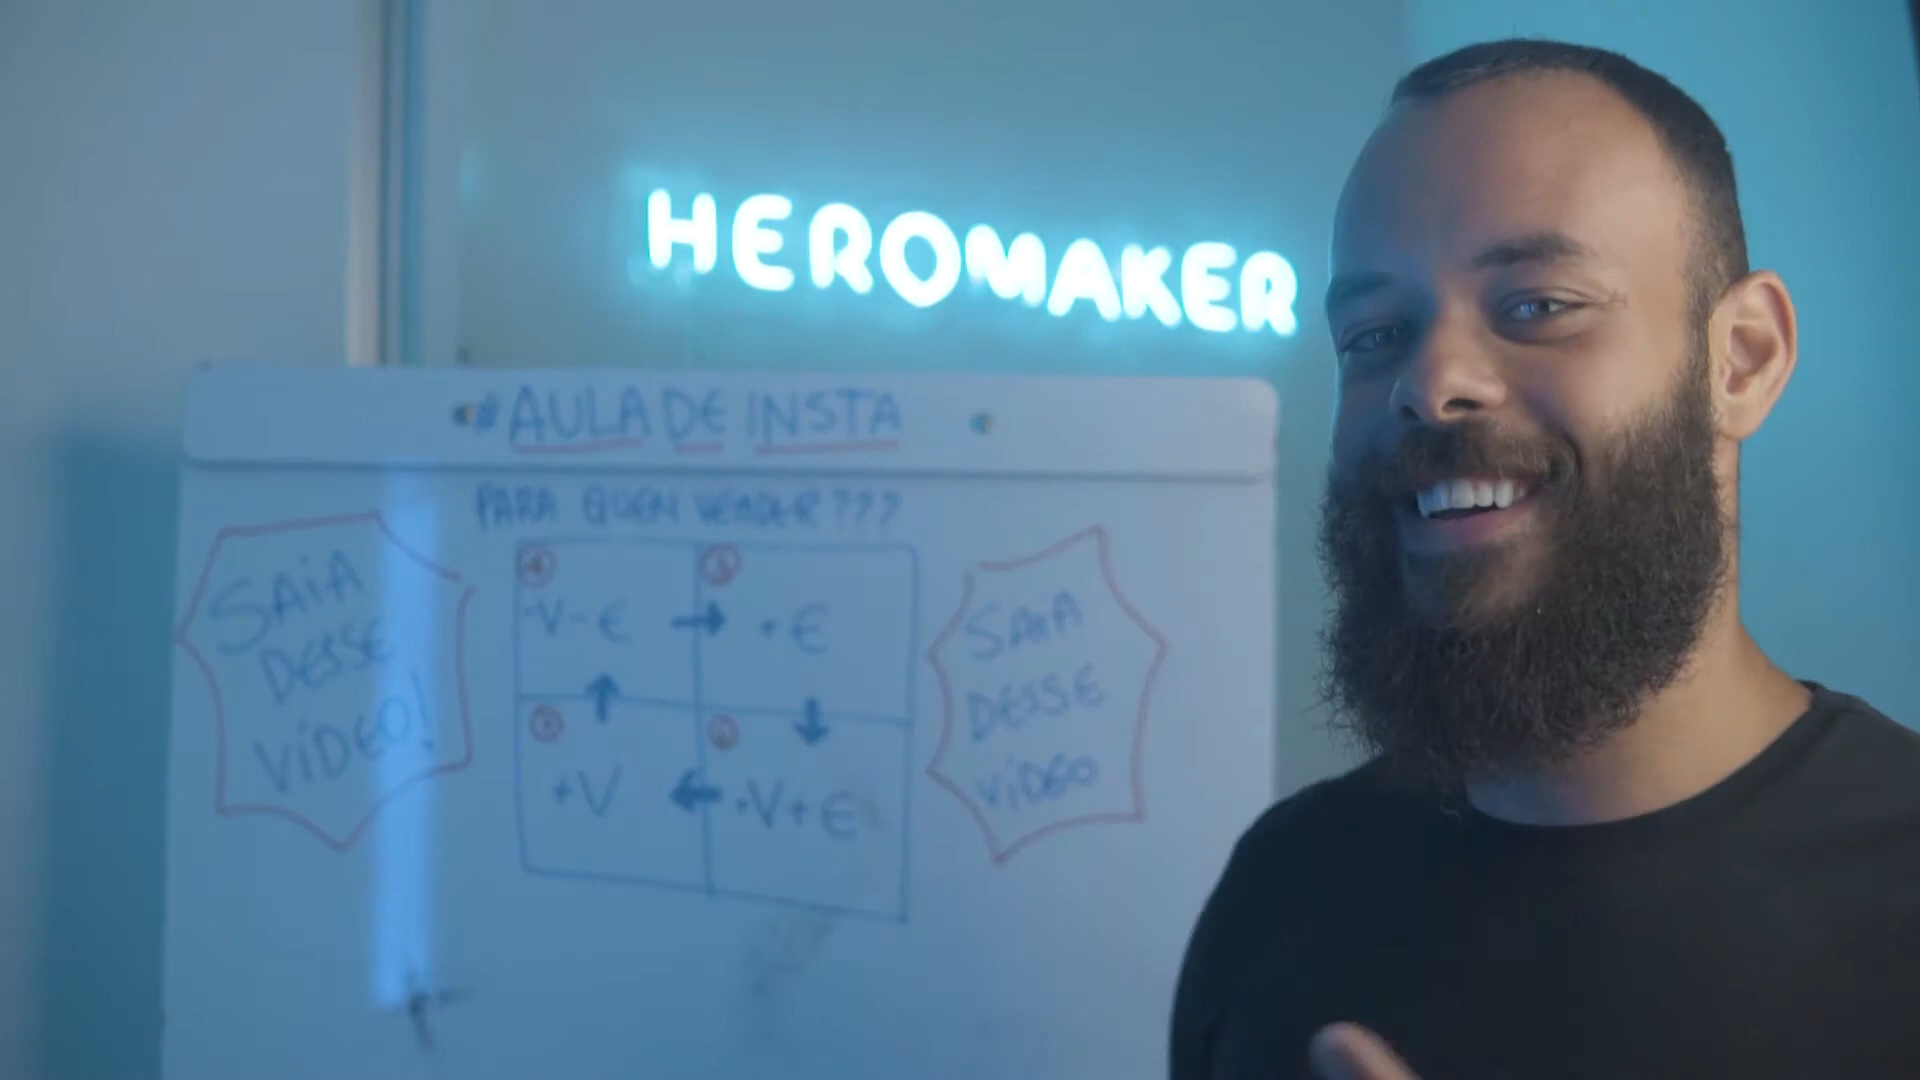 HEROMAKER
#AULA DE INSTA
PARA QUEM VENDER???
SAiA
DESSE
ViDEO!
-V-E
+E
+V
-V+E
SAiA
DESSE
ViDEO